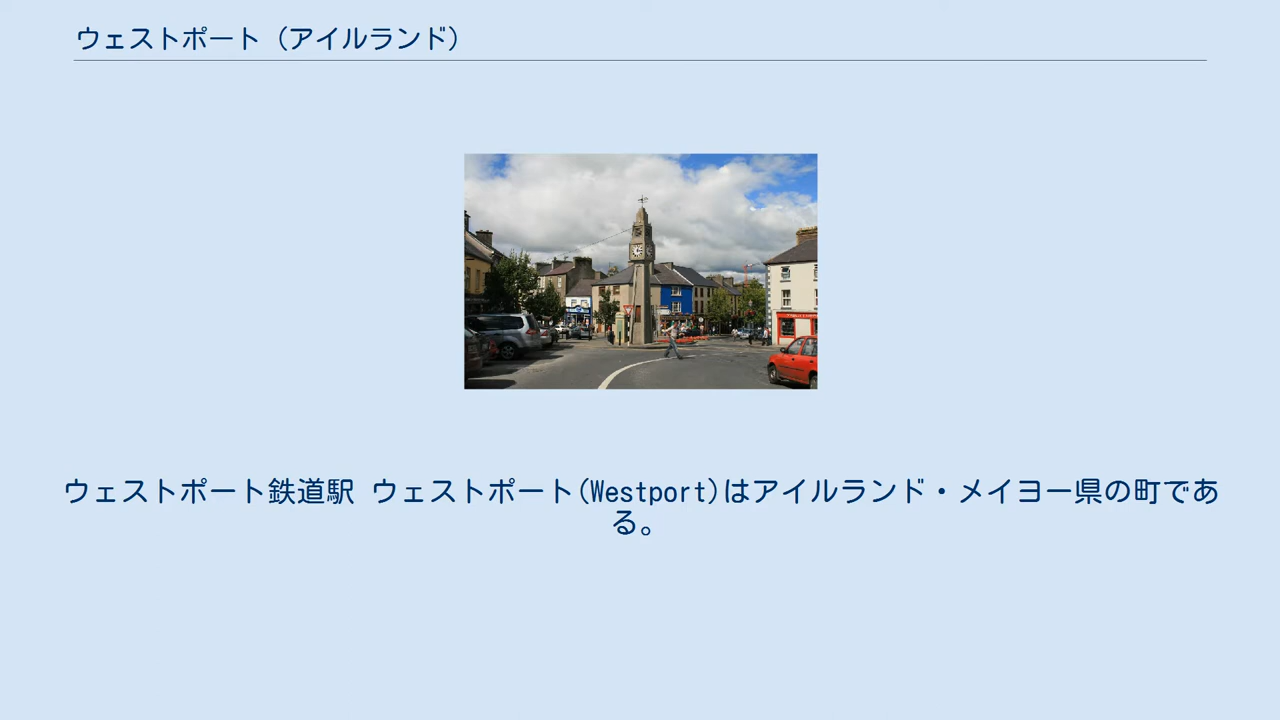 ウェストポート（アイルランド）
ウェストポート鉄道駅 ウェストポート(Westport)はアイルランド・メイヨー県の町であ
る。